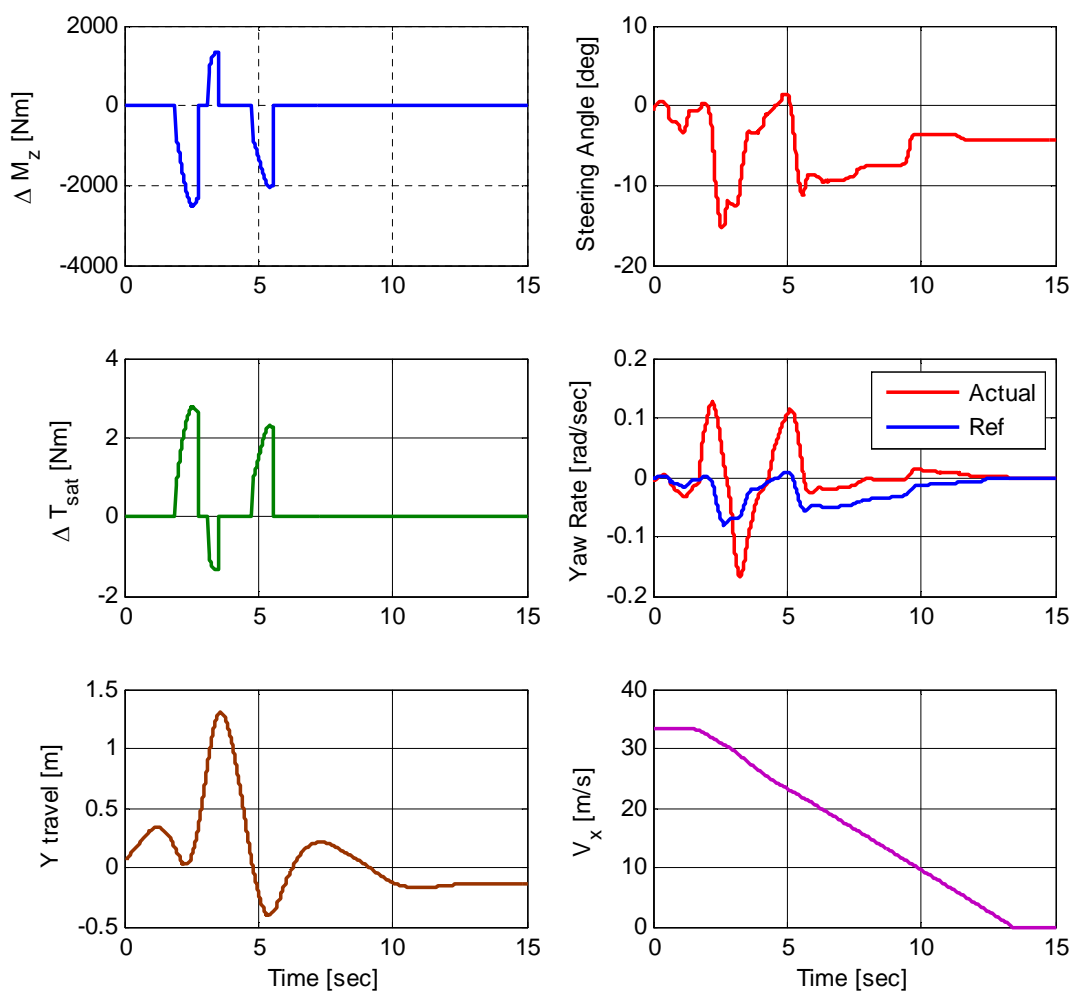 2000
0
-2000
-4000
Δ M_z [Nm]
0 5 10 15
10
0
-10
-20
Steering Angle [deg]
0 5 10 15
4
2
0
-2
Δ T_sat [Nm]
0 5 10 15
0.2
0.1
0
-0.1
-0.2
Yaw Rate [rad/sec]
Actual
Ref
0 5 10 15
1.5
1
0.5
0
-0.5
Y travel [m]
0 5 10 15
Time [sec]
40
30
20
10
0
V_x [m/s]
0 5 10 15
Time [sec]